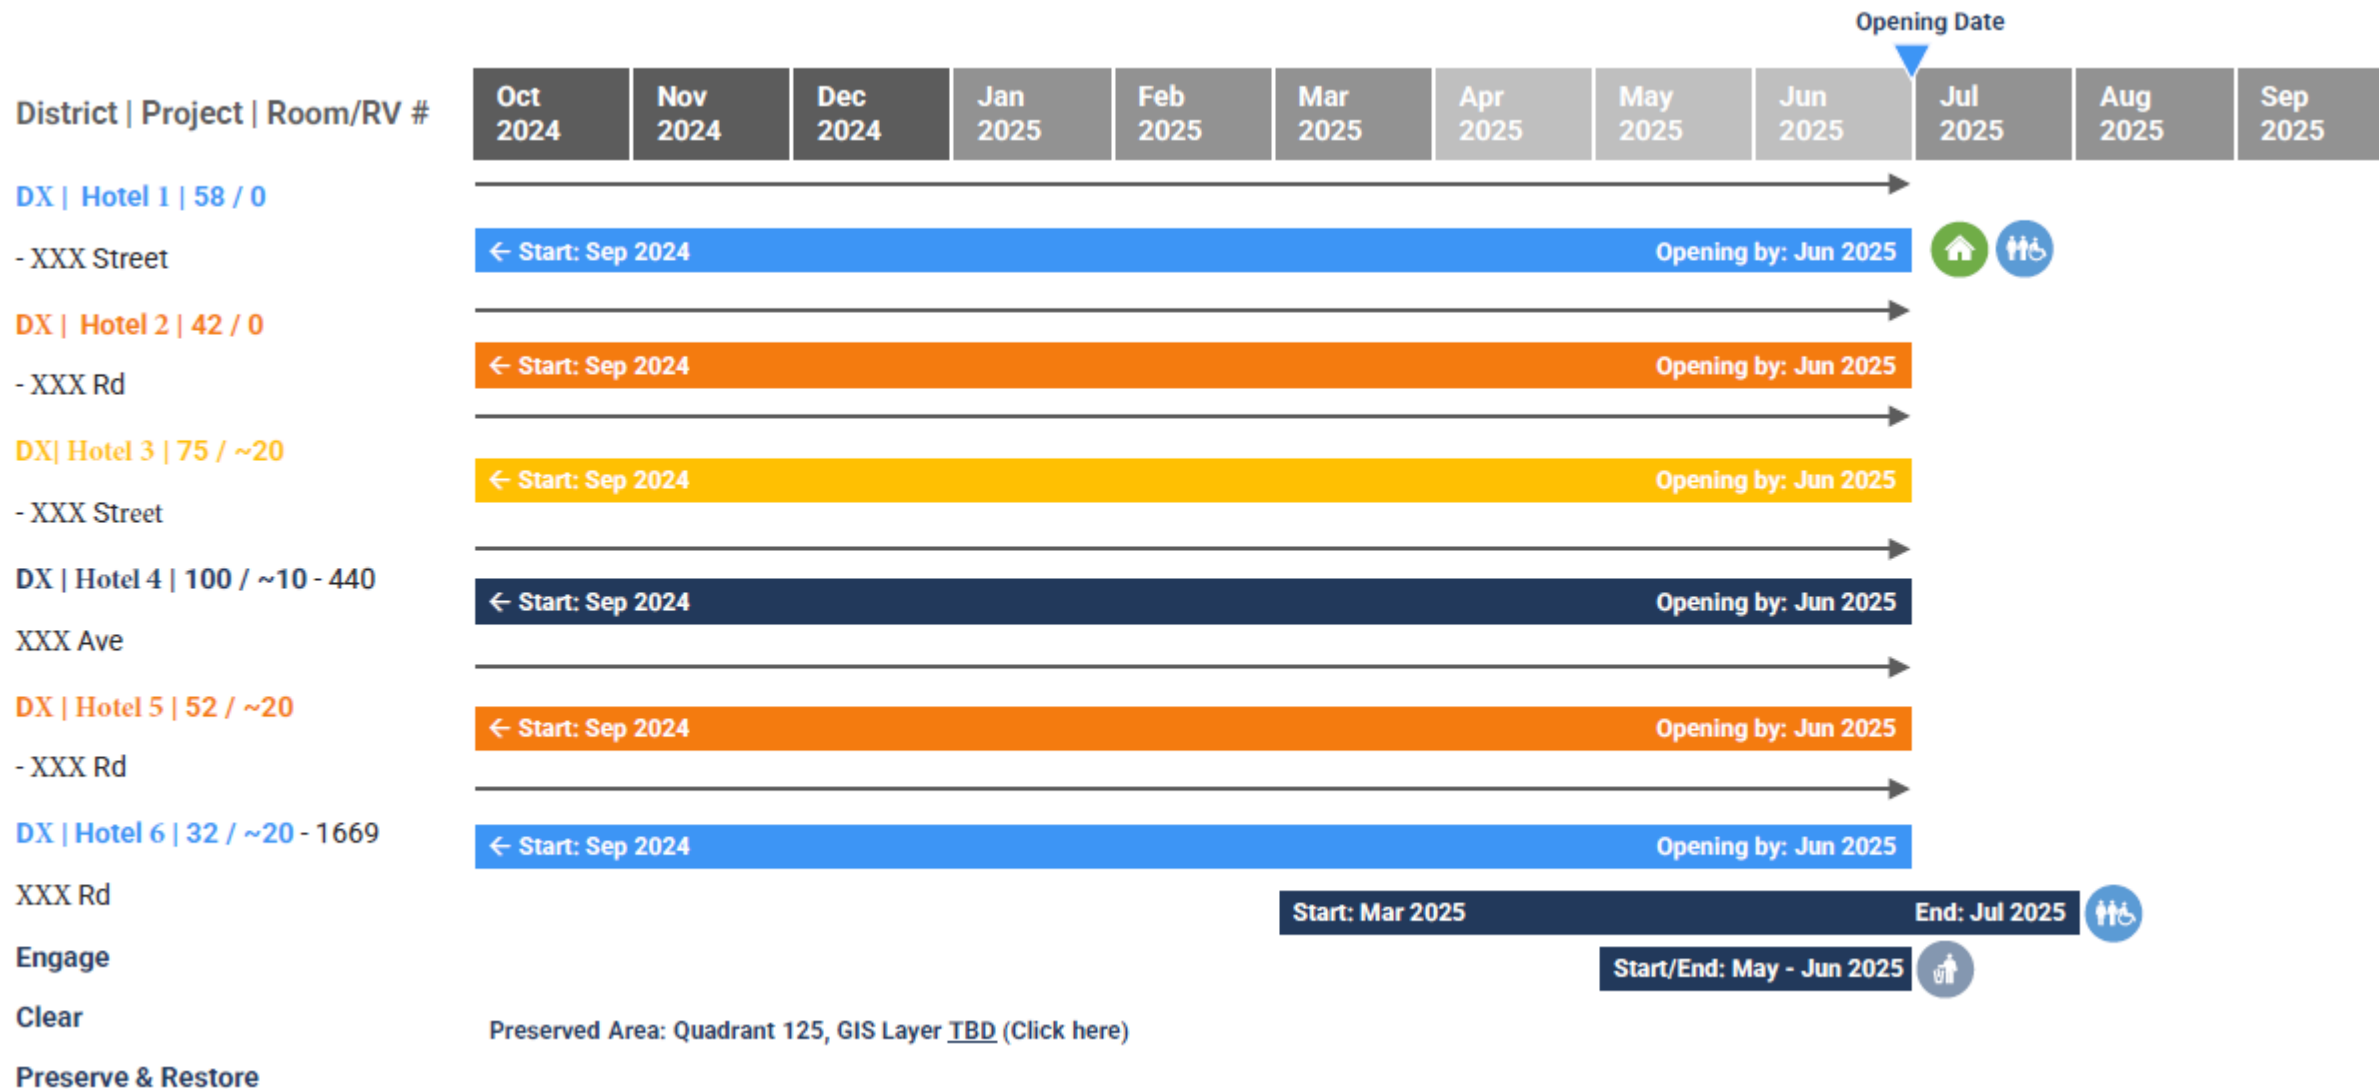 Opening Date
District | Project | Room/RV #
Oct 2024
Nov 2024
Dec 2024
Jan 2025
Feb 2025
Mar 2025
Apr 2025
May 2025
Jun 2025
Jul 2025
Aug 2025
Sep 2025
DX | Hotel 1 | 58 / 0
- XXX Street
← Start: Sep 2024
Opening by: Jun 2025
DX | Hotel 2 | 42 / 0
- XXX Rd
← Start: Sep 2024
Opening by: Jun 2025
DX| Hotel 3 | 75 / ~20
- XXX Street
← Start: Sep 2024
Opening by: Jun 2025
DX | Hotel 4 | 100 / ~10 - 440
XXX Ave
← Start: Sep 2024
Opening by: Jun 2025
DX | Hotel 5 | 52 / ~20
- XXX Rd
← Start: Sep 2024
Opening by: Jun 2025
DX | Hotel 6 | 32 / ~20 - 1669
XXX Rd
← Start: Sep 2024
Opening by: Jun 2025
Start: Mar 2025
End: Jul 2025
Engage
Start/End: May - Jun 2025
Clear
Preserved Area: Quadrant 125, GIS Layer TBD (Click here)
Preserve & Restore